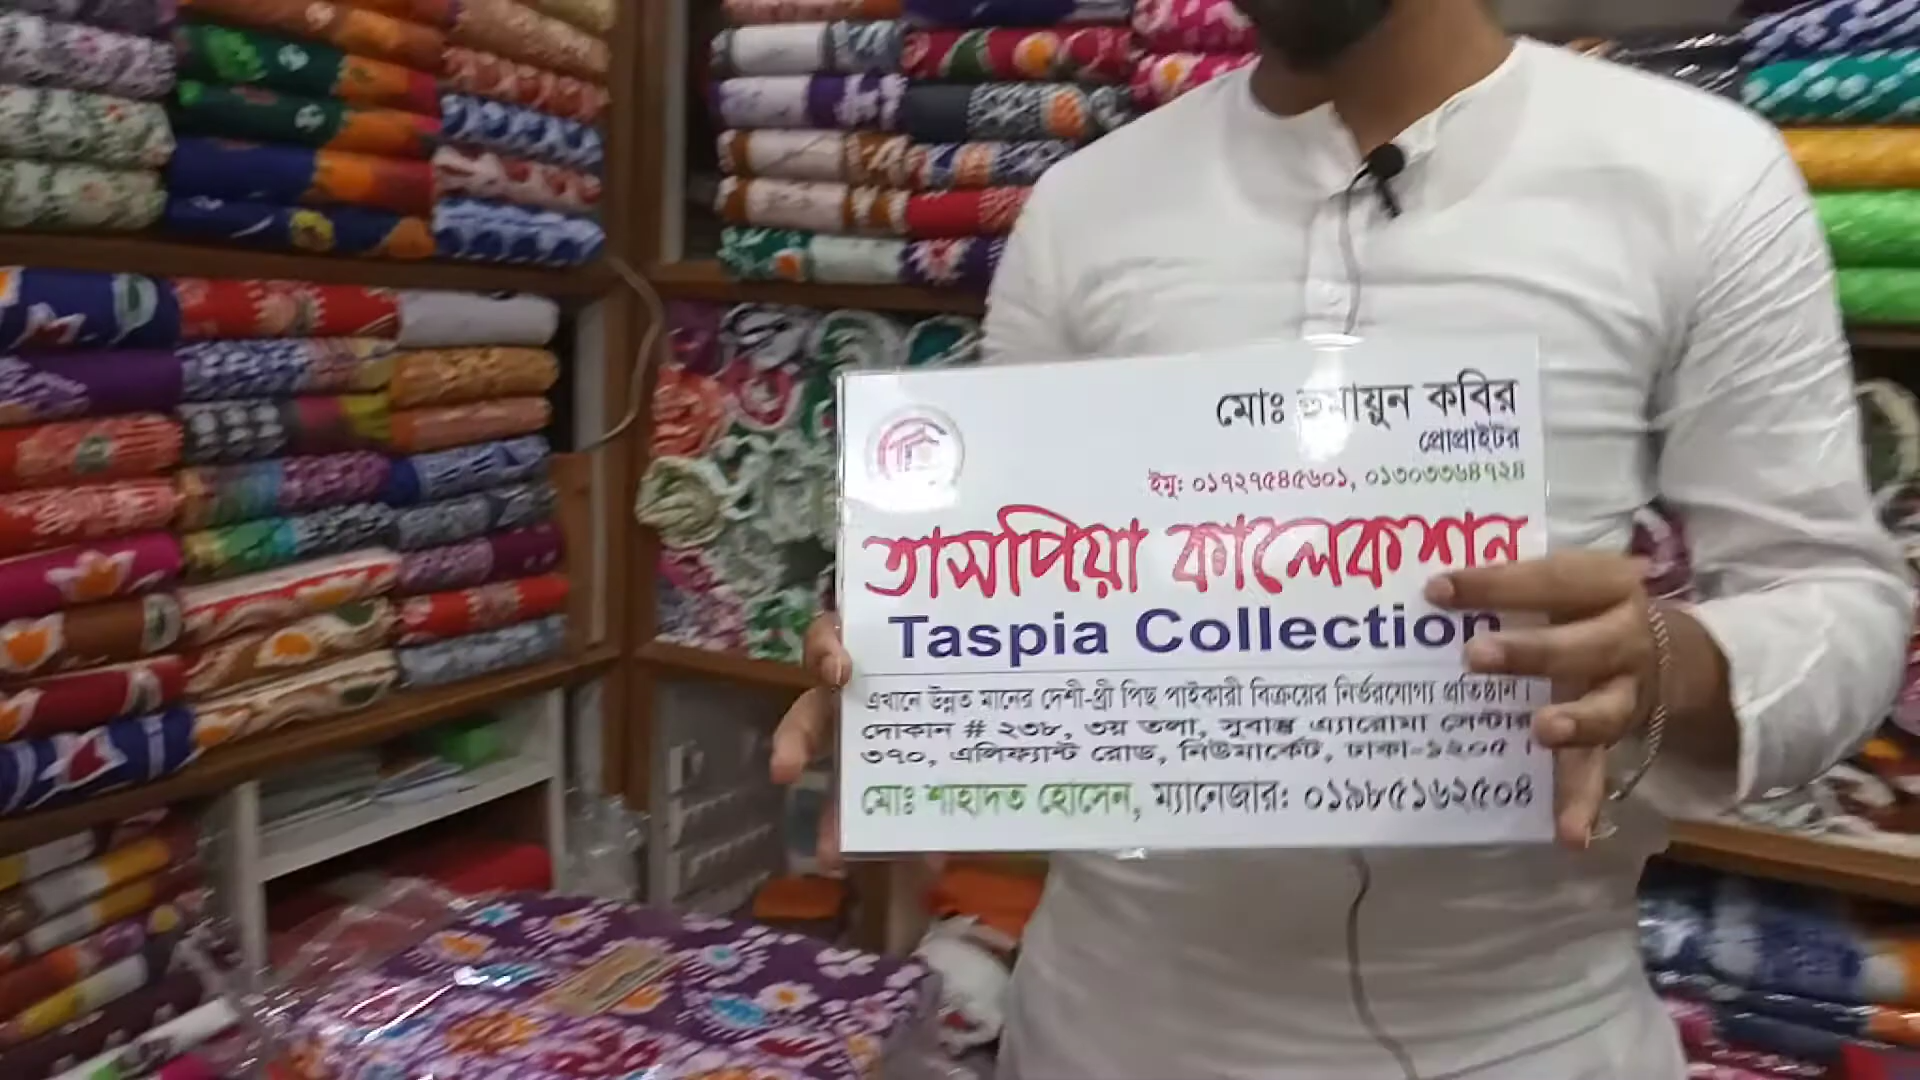 মোঃ হুমায়ুন কবির
প্রোপ্রাইটর
ইমু: ০১৭২৭৫৪৫৬০১, ০১৩০৩৩৬৪৭২৪
তাসপিয়া কালেকশান
Taspia Collection
এখানে উন্নত মানের দেশী-থ্রী পিছ পাইকারী বিক্রয়ের নির্ভরযোগ্য প্রতিষ্ঠান।
দোকান # ২৩৮, ৩য় তলা, সুবাস্তু এ্যারোমা সেন্টার
৩৭০, এলিফ্যান্ট রোড, নিউমার্কেট, ঢাকা-১২০৫।
মোঃ শাহাদত হোসেন, ম্যানেজার: ০১৯৮৫১৬২৫০৪